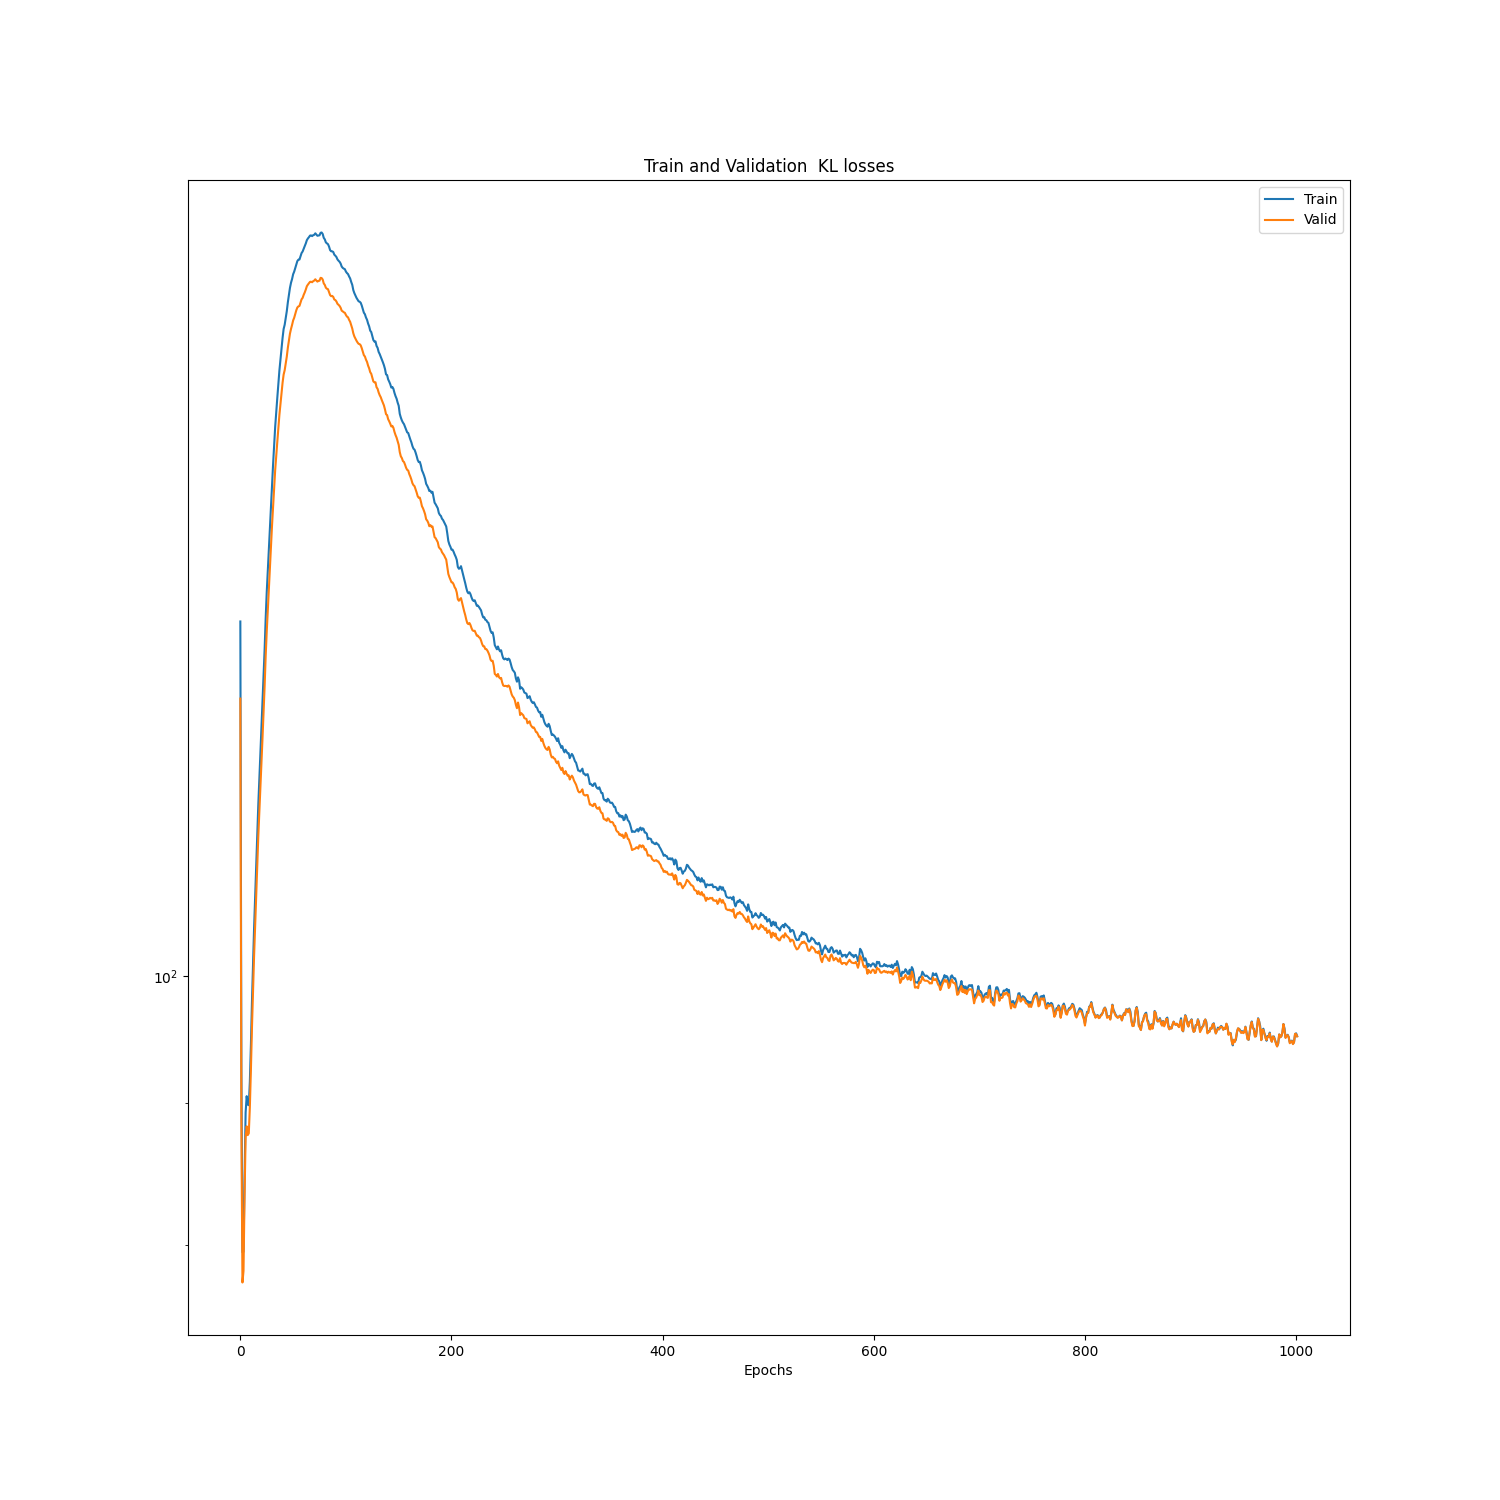 Train and Validation  KL losses
Train
Valid
10²
0 200 400 600 800 1000
Epochs